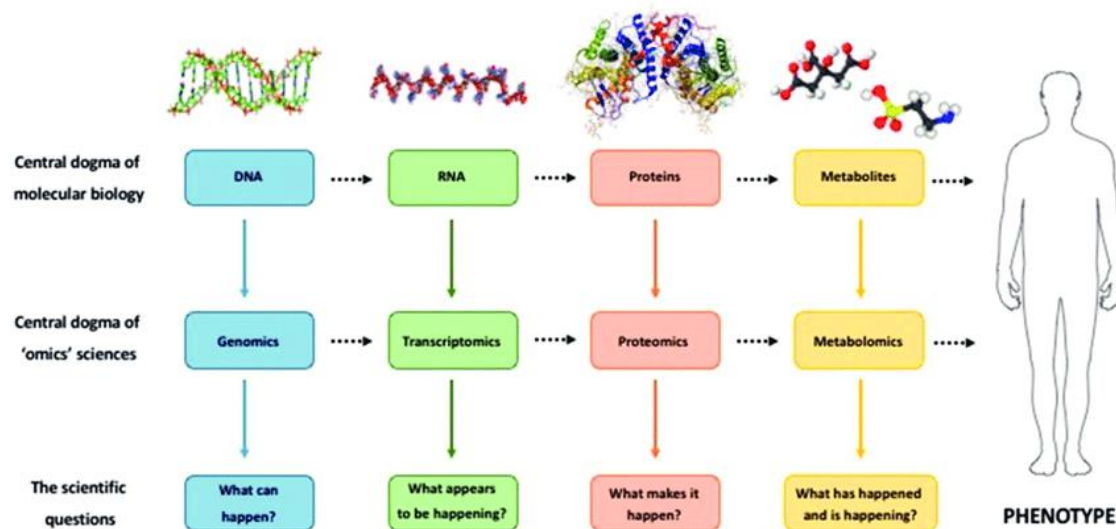 Central dogma of
molecular biology
DNA
RNA
Proteins
Metabolites
Central dogma of
‘omics’ sciences
Genomics
Transcriptomics
Proteomics
Metabolomics
The scientific
questions
What can
happen?
What appears
to be happening?
What makes it
happen?
What has happened
and is happening?
PHENOTYPE